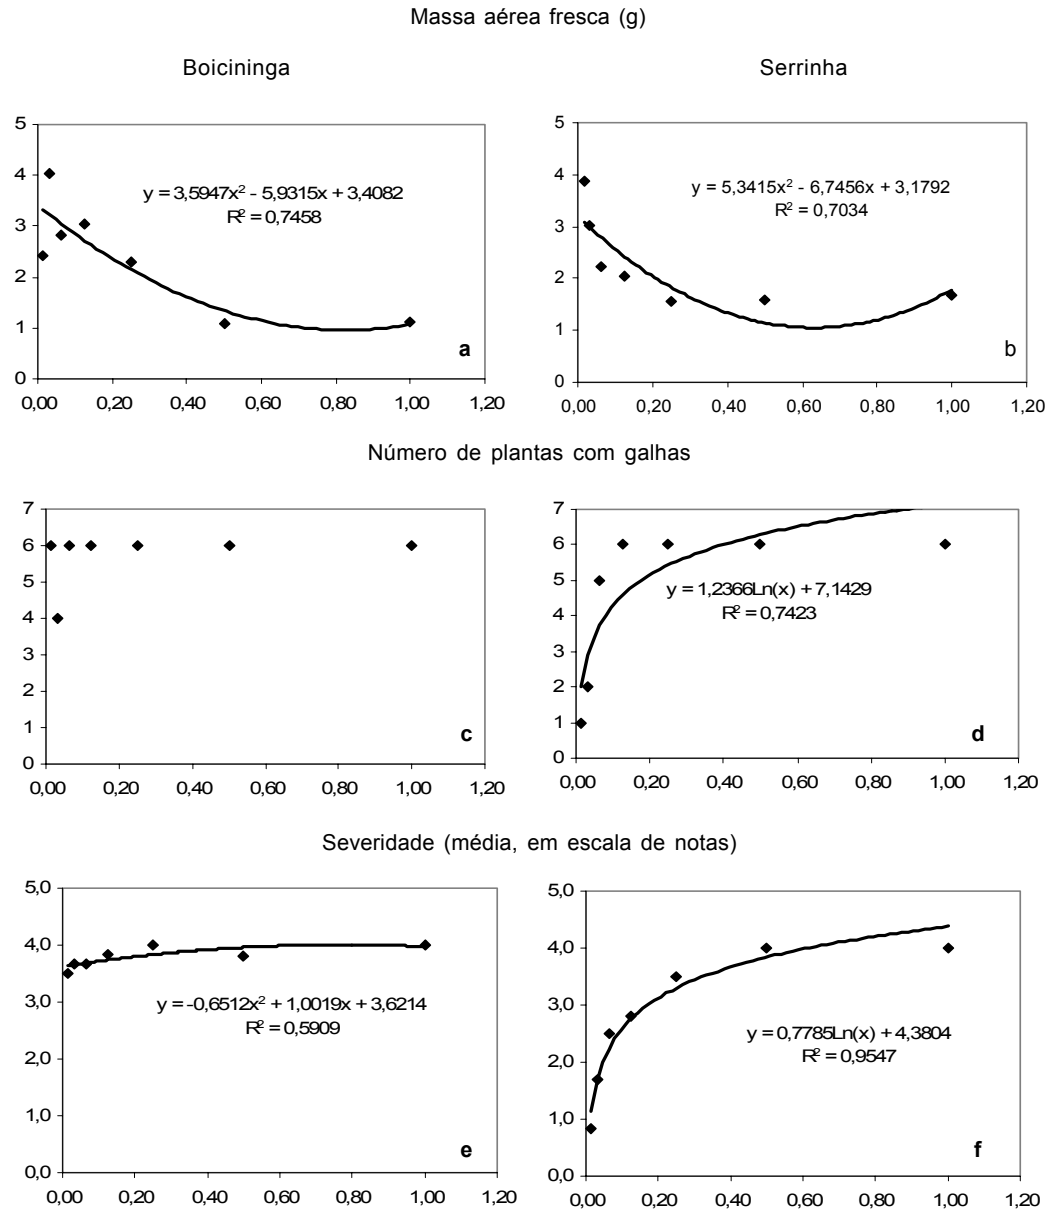 Massa aérea fresca (g)
Boicininga
Serrinha
5
4
3
2
1
0
y = 3,5947x² - 5,9315x + 3,4082
R² = 0,7458
a
0,00 0,20 0,40 0,60 0,80 1,00 1,20
5
4
3
2
1
0
y = 5,3415x² - 6,7456x + 3,1792
R² = 0,7034
b
0,00 0,20 0,40 0,60 0,80 1,00 1,20
Número de plantas com galhas
7
6
5
4
3
2
1
0
c
0,00 0,20 0,40 0,60 0,80 1,00 1,20
7
6
5
4
3
2
1
0
y = 1,2366Ln(x) + 7,1429
R² = 0,7423
d
0,00 0,20 0,40 0,60 0,80 1,00 1,20
Severidade (média, em escala de notas)
5,0
4,0
3,0
2,0
1,0
0,0
y = -0,6512x² + 1,0019x + 3,6214
R² = 0,5909
e
0,00 0,20 0,40 0,60 0,80 1,00 1,20
5,0
4,0
3,0
2,0
1,0
0,0
y = 0,7785Ln(x) + 4,3804
R² = 0,9547
f
0,00 0,20 0,40 0,60 0,80 1,00 1,20